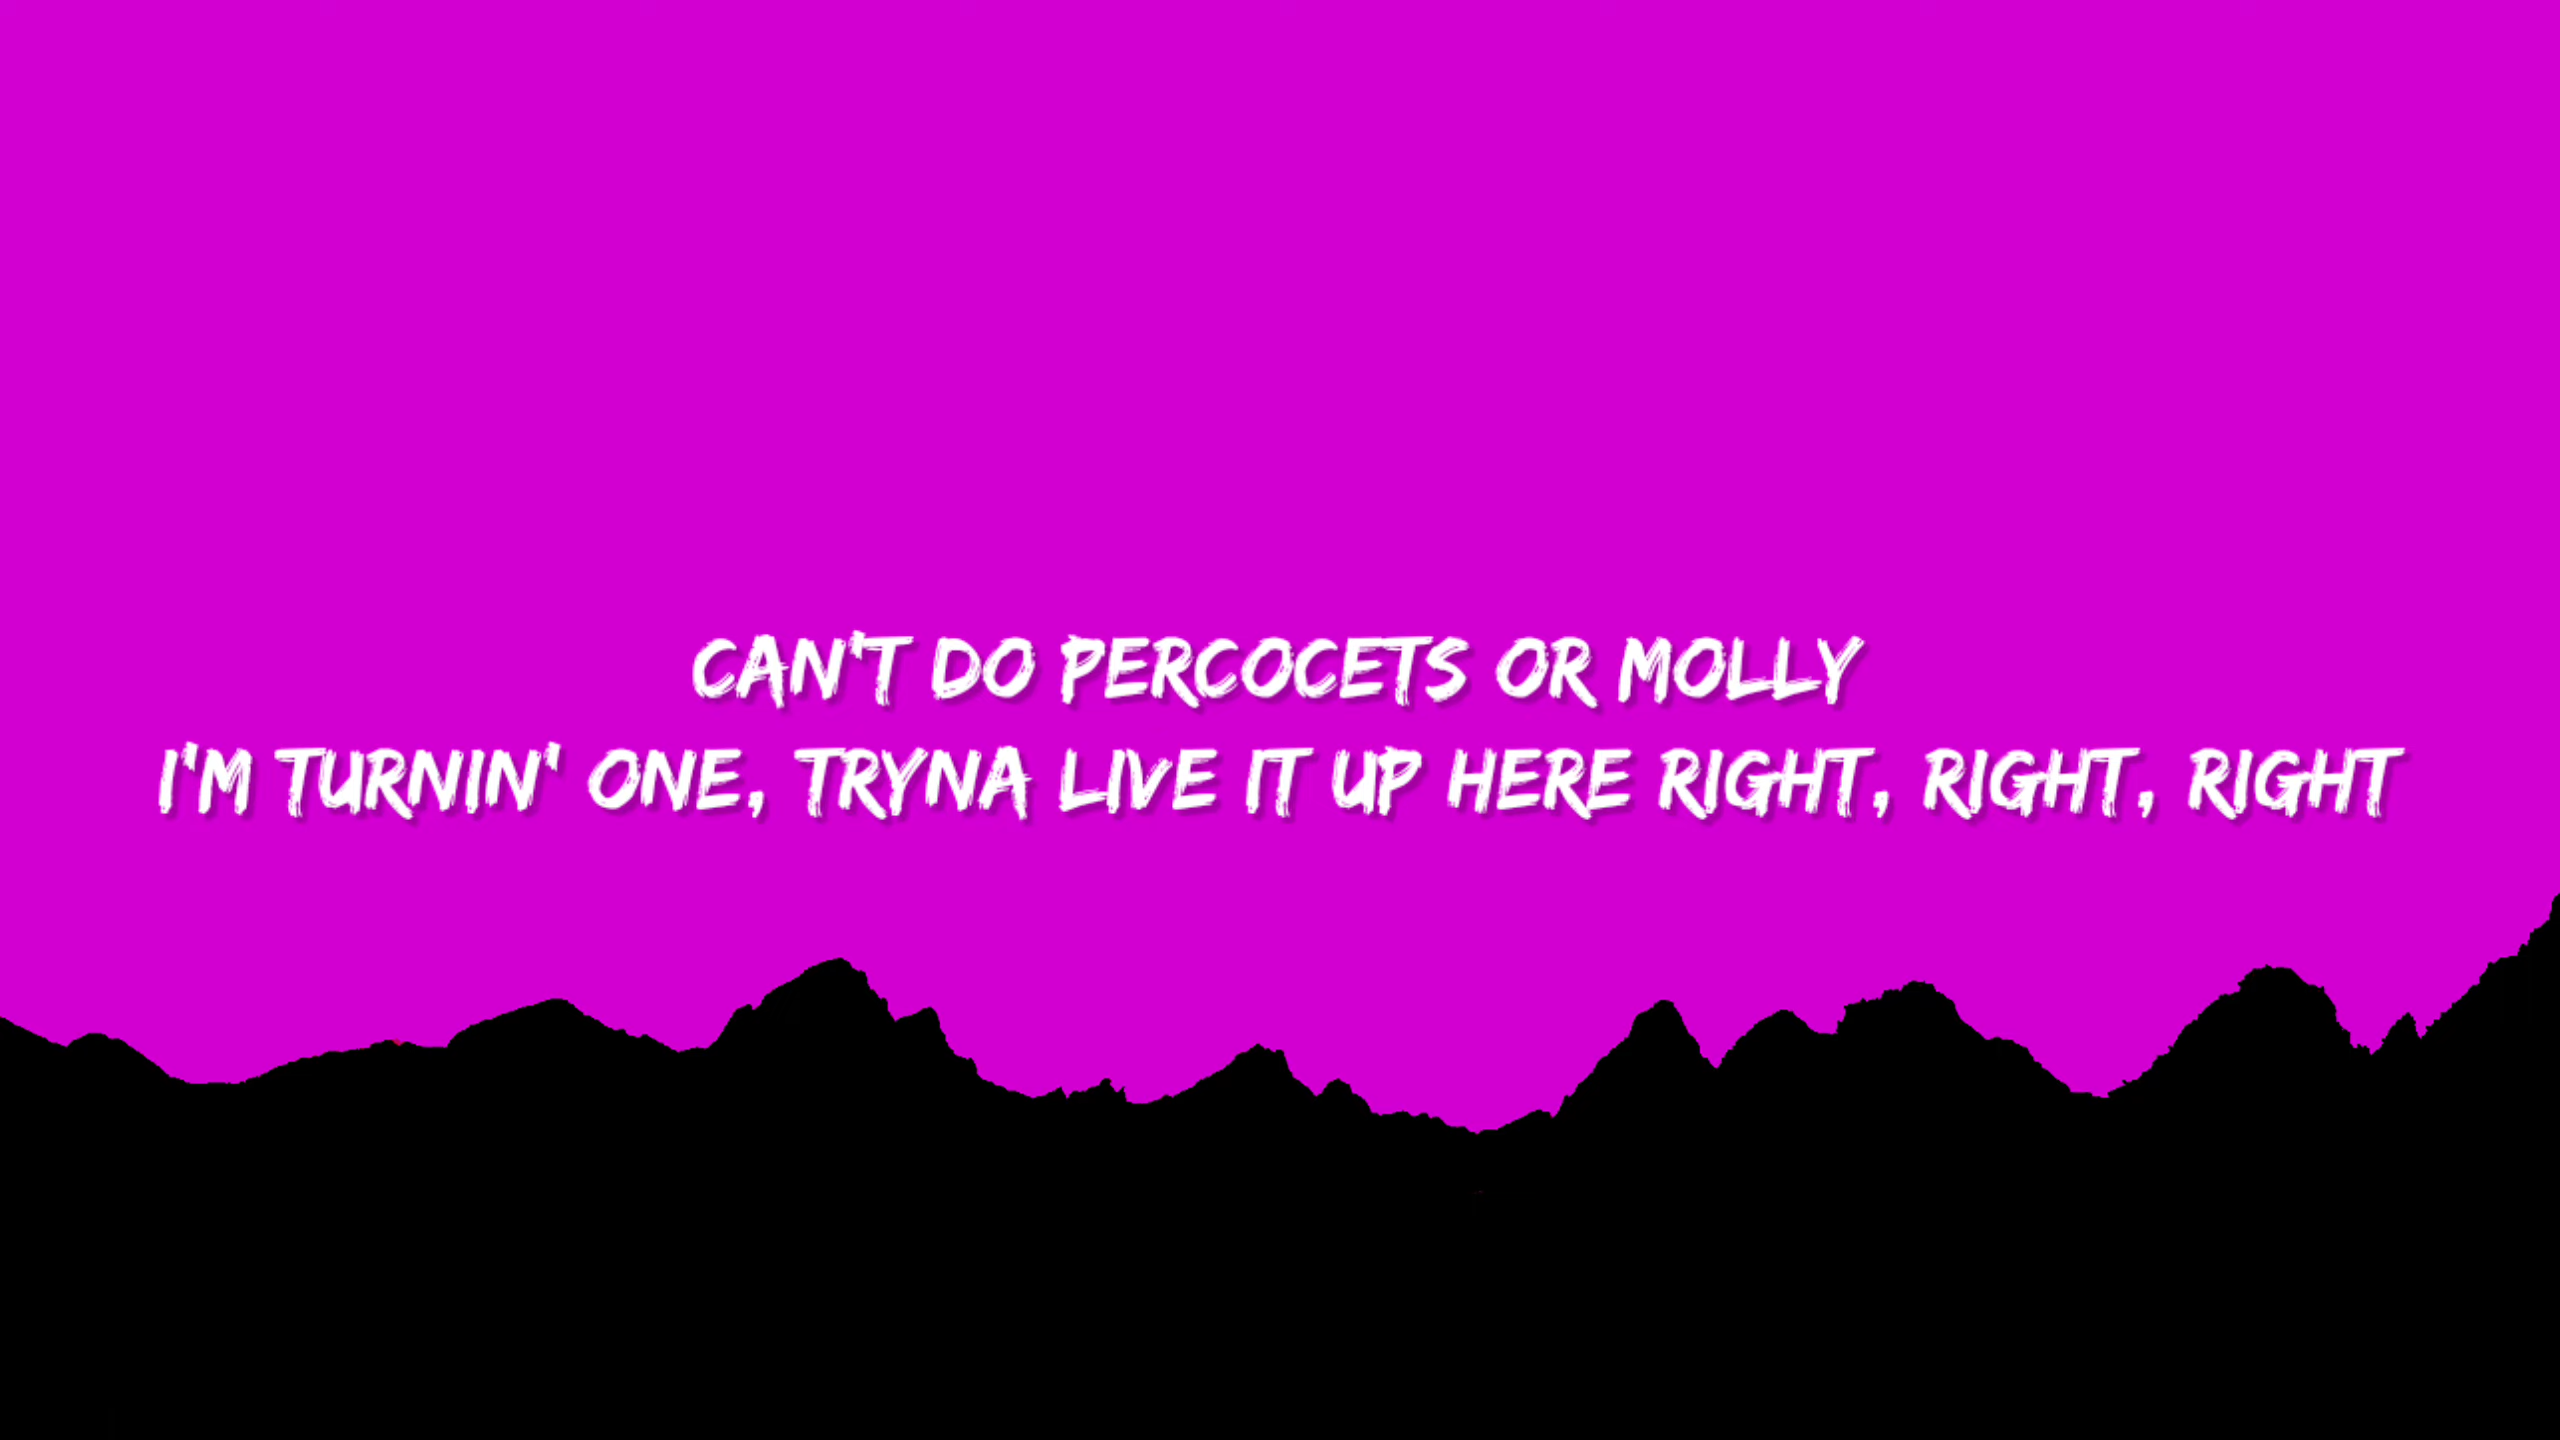 CAN'T DO PERCOCETS OR MOLLY
I'M TURNIN' ONE, TRYNA LIVE IT UP HERE RIGHT, RIGHT, RIGHT